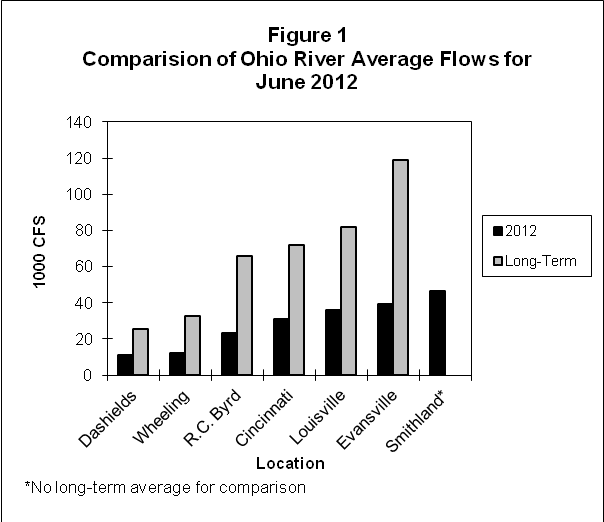 Figure 1
Comparision of Ohio River Average Flows for
June 2012
140
120
100
80
60
40
20
0
1000 CFS
2012
Long-Term
Dashields
Wheeling
R.C. Byrd
Cincinnati
Louisville
Evansville
Smithland*
Location
*No long-term average for comparison